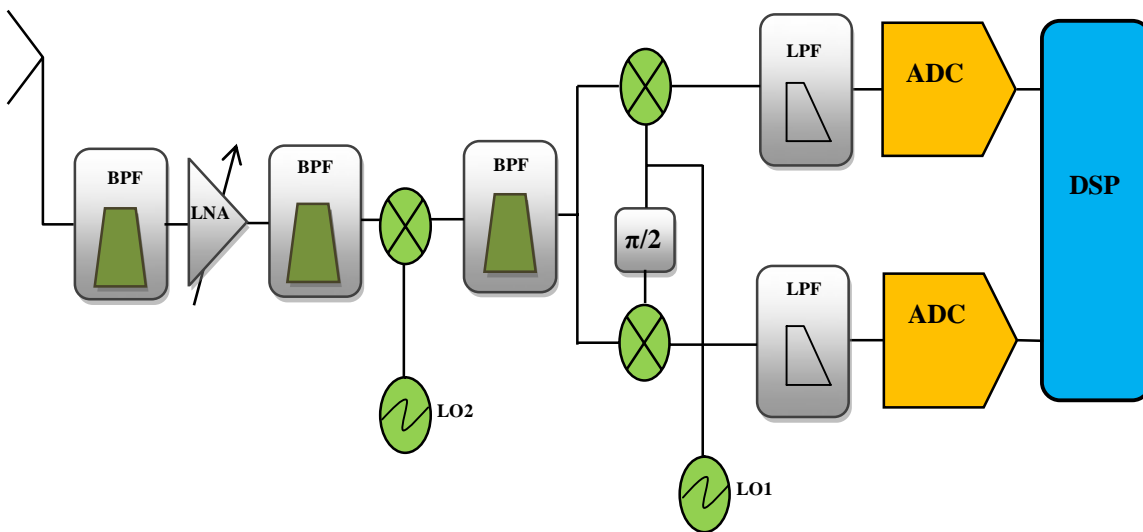 LPF
ADC
BPF
LNA
BPF
BPF
π/2
DSP
LPF
ADC
LO2
LO1